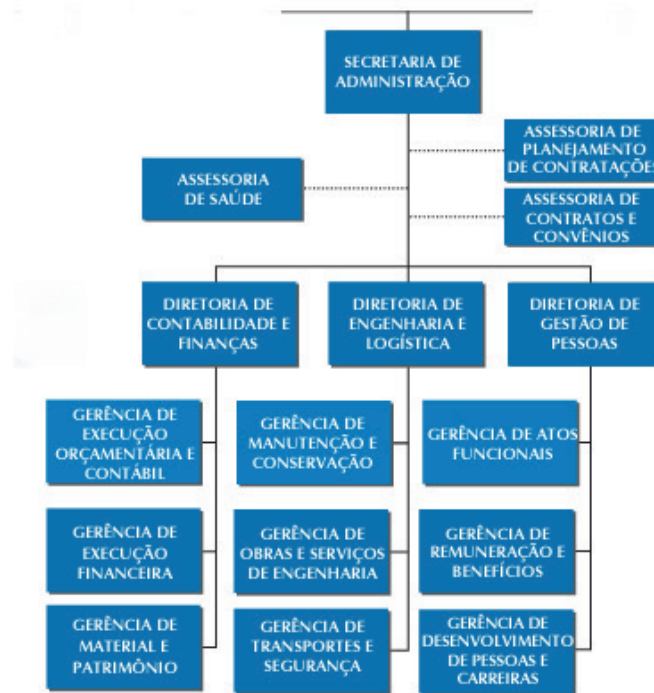 SECRETARIA DE
ADMINISTRAÇÃO
ASSESSORIA DE
PLANEJAMENTO
DE CONTRATAÇÕES
ASSESSORIA
DE SAÚDE
ASSESSORIA DE
CONTRATOS E
CONVÊNIOS
DIRETORIA DE
CONTABILIDADE E
FINANÇAS
DIRETORIA DE
ENGENHARIA E
LOGÍSTICA
DIRETORIA DE
GESTÃO DE
PESSOAS
GERÊNCIA DE
EXECUÇÃO
ORÇAMENTÁRIA E
CONTÁBIL
GERÊNCIA DE
MANUTENÇÃO E
CONSERVAÇÃO
GERÊNCIA DE ATOS
FUNCIONAIS
GERÊNCIA DE
EXECUÇÃO
FINANCEIRA
GERÊNCIA DE
OBRAS E SERVIÇOS
DE ENGENHARIA
GERÊNCIA DE
REMUNERAÇÃO E
BENEFÍCIOS
GERÊNCIA DE
MATERIAL E
PATRIMÔNIO
GERÊNCIA DE
TRANSPORTES E
SEGURANÇA
GERÊNCIA DE
DESENVOLVIMENTO
DE PESSOAS E
CARREIRAS